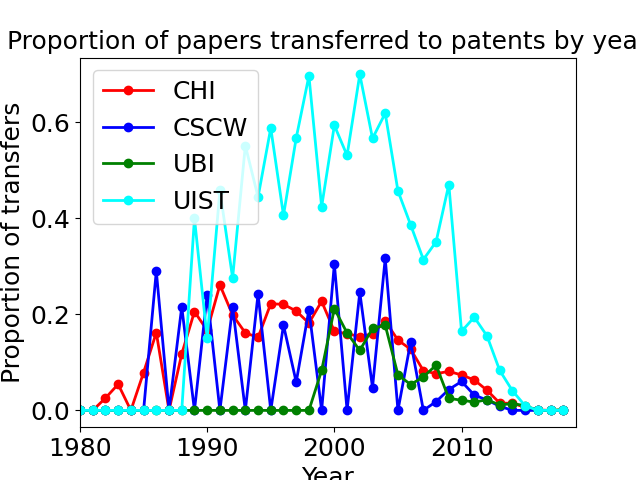 Proportion of papers transferred to patents by yea
CHI
CSCW
UBI
UIST
Proportion of transfers
0.6
0.4
0.2
0.0
1980 1990 2000 2010
Year